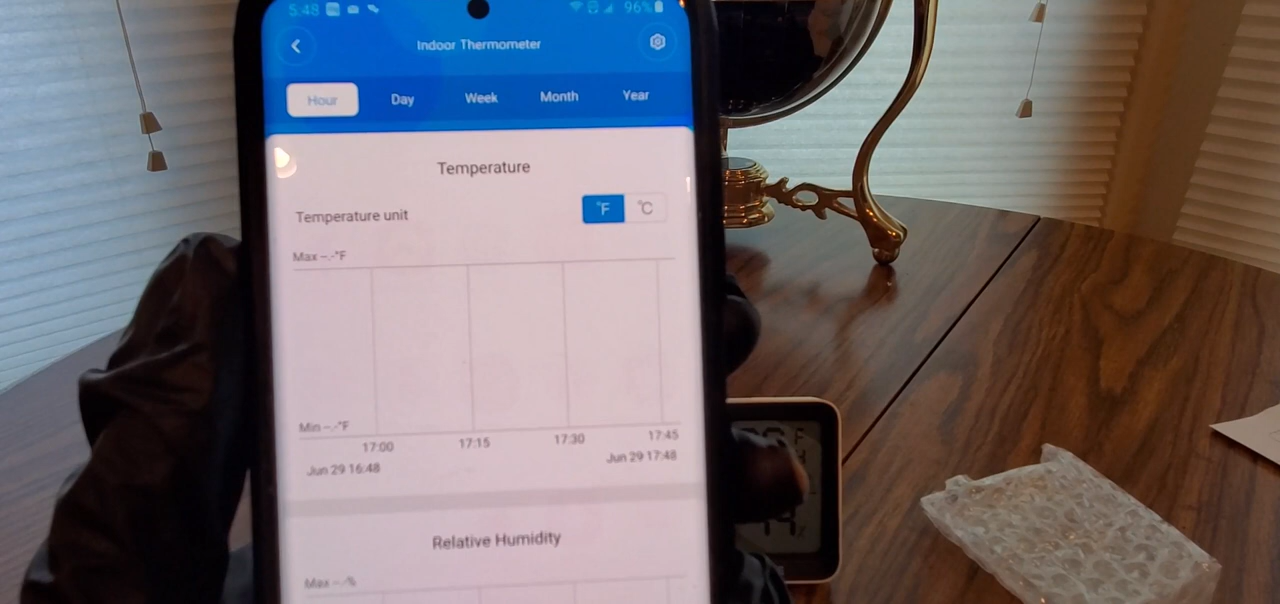 5:48 96%
Indoor Thermometer
Hour Day Week Month Year
Temperature
Temperature unit °F °C
Max --.-°F
Min --.-°F
17:00 17:15 17:30 17:45
Jun 29 16:48 Jun 29 17:48
Relative Humidity
Max --.-%
F